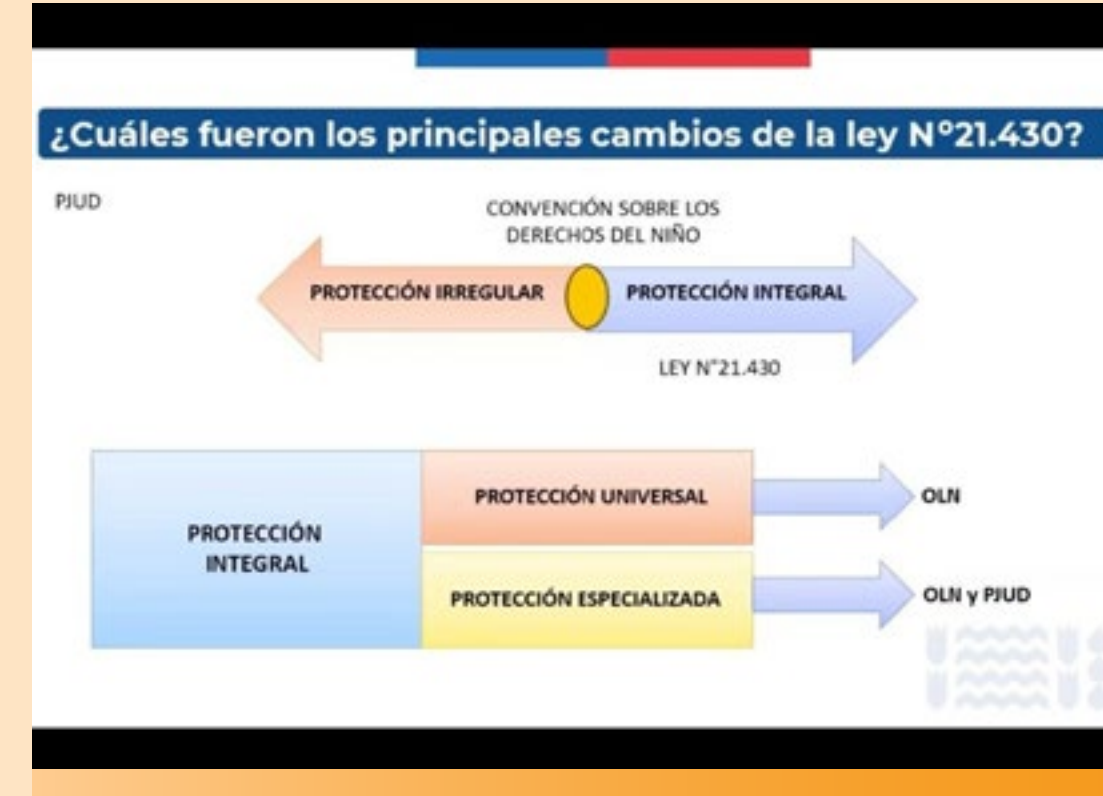 ¿Cuáles fueron los principales cambios de la ley N°21.430?
PJUD
CONVENCIÓN SOBRE LOS
DERECHOS DEL NIÑO
PROTECCIÓN IRREGULAR
PROTECCIÓN INTEGRAL
LEY N°21.430
PROTECCIÓN
INTEGRAL
PROTECCIÓN UNIVERSAL
OLN
PROTECCIÓN ESPECIALIZADA
OLN y PJUD